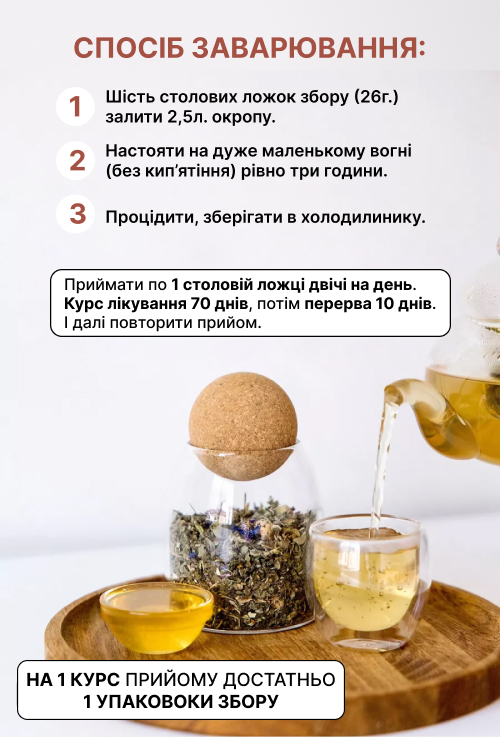 СПОСІБ ЗАВАРЮВАННЯ:
1
Шість столових ложок збору (26г.)
залити 2,5л. окропу.
2
Настояти на дуже маленькому вогні
(без кип’ятіння) рівно три години.
3
Процідити, зберігати в холодилинику.
Приймати по 1 столовій ложці двічі на день.
Курс лікування 70 днів, потім перерва 10 днів.
І далі повторити прийом.
НА 1 КУРС ПРИЙОМУ ДОСТАТНЬО
1 УПАКОВОКИ ЗБОРУ